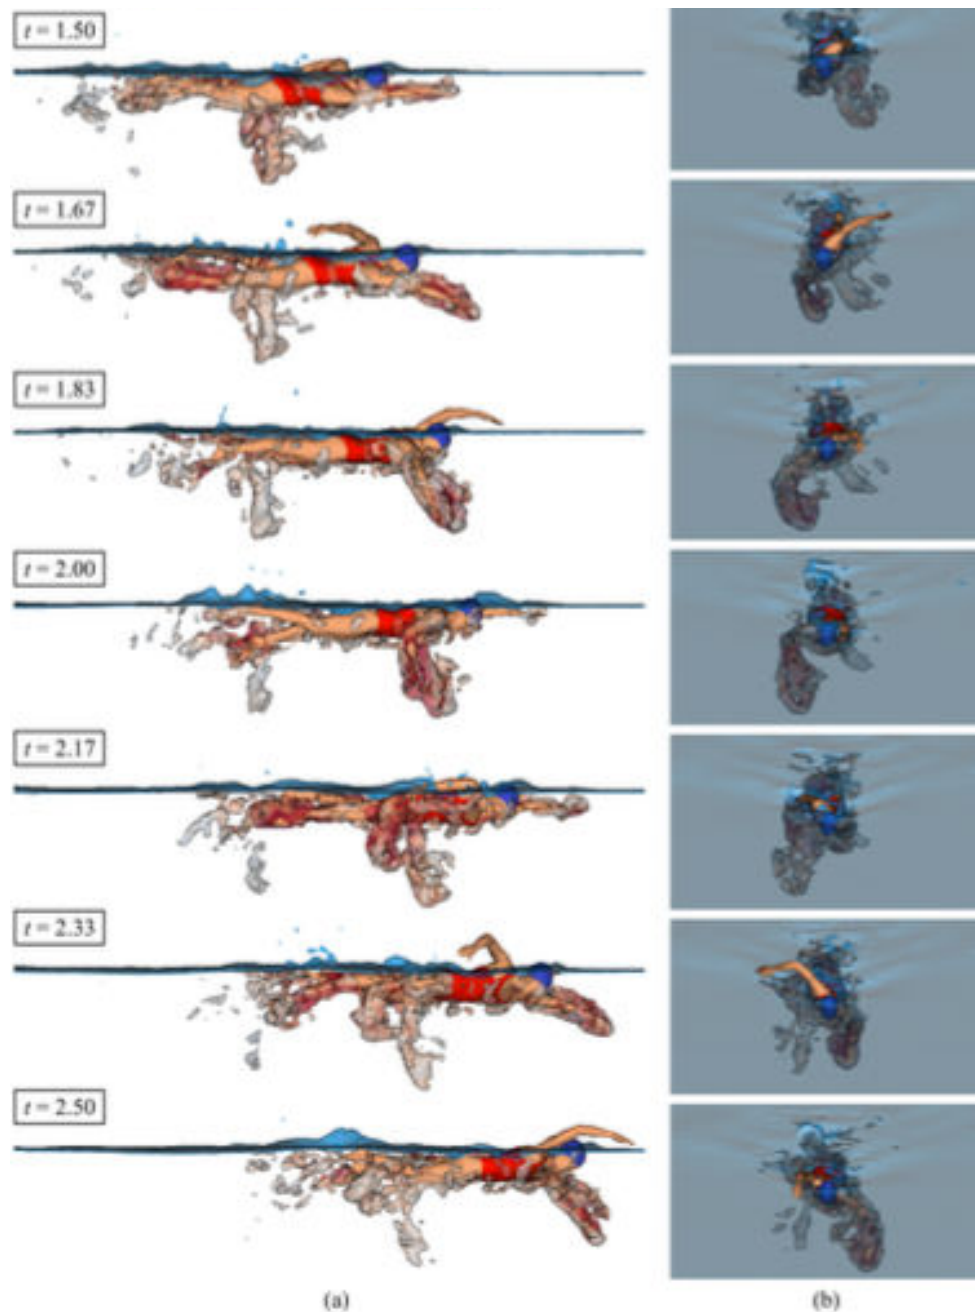 t = 1.50
t = 1.67
t = 1.83
t = 2.00
t = 2.17
t = 2.33
t = 2.50
(a) (b)